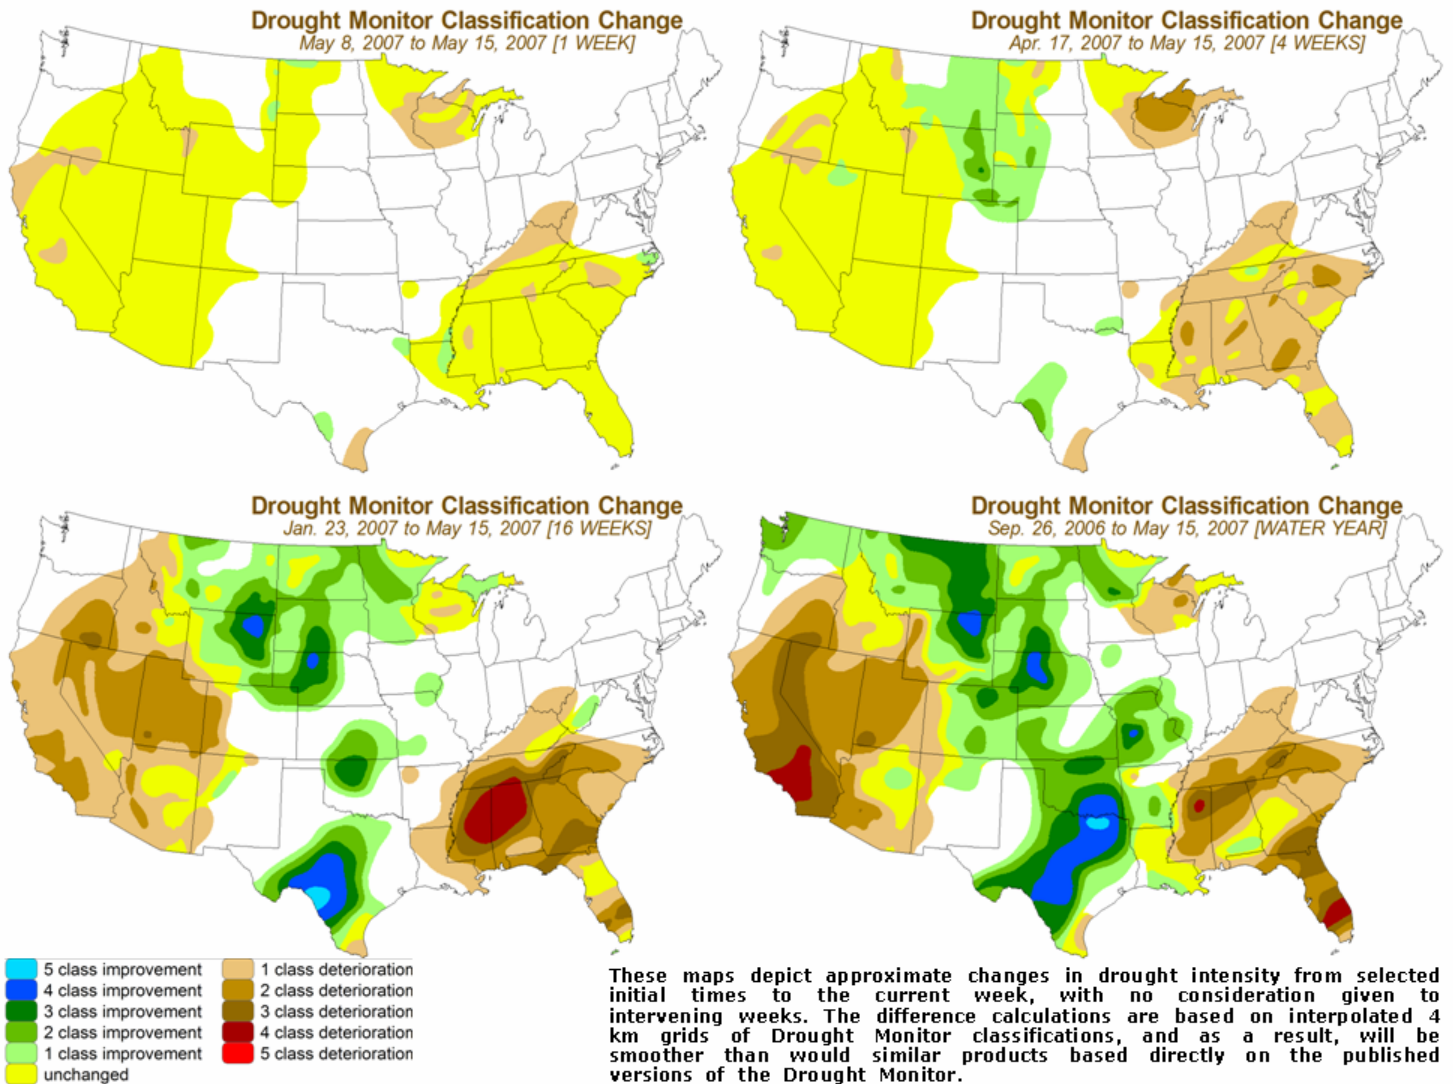 Drought Monitor Classification Change
May 8, 2007 to May 15, 2007 [1 WEEK]
Drought Monitor Classification Change
Apr. 17, 2007 to May 15, 2007 [4 WEEKS]
Drought Monitor Classification Change
Jan. 23, 2007 to May 15, 2007 [16 WEEKS]
Drought Monitor Classification Change
Sep. 26, 2006 to May 15, 2007 [WATER YEAR]
5 class improvement
4 class improvement
3 class improvement
2 class improvement
1 class improvement
unchanged
1 class deterioration
2 class deterioration
3 class deterioration
4 class deterioration
5 class deterioration
These maps depict approximate changes in drought intensity from selected
initial times to the current week, with no consideration given to
intervening weeks. The difference calculations are based on interpolated 4
km grids of Drought Monitor classifications, and as a result, will be
smoother than would similar products based directly on the published
versions of the Drought Monitor.